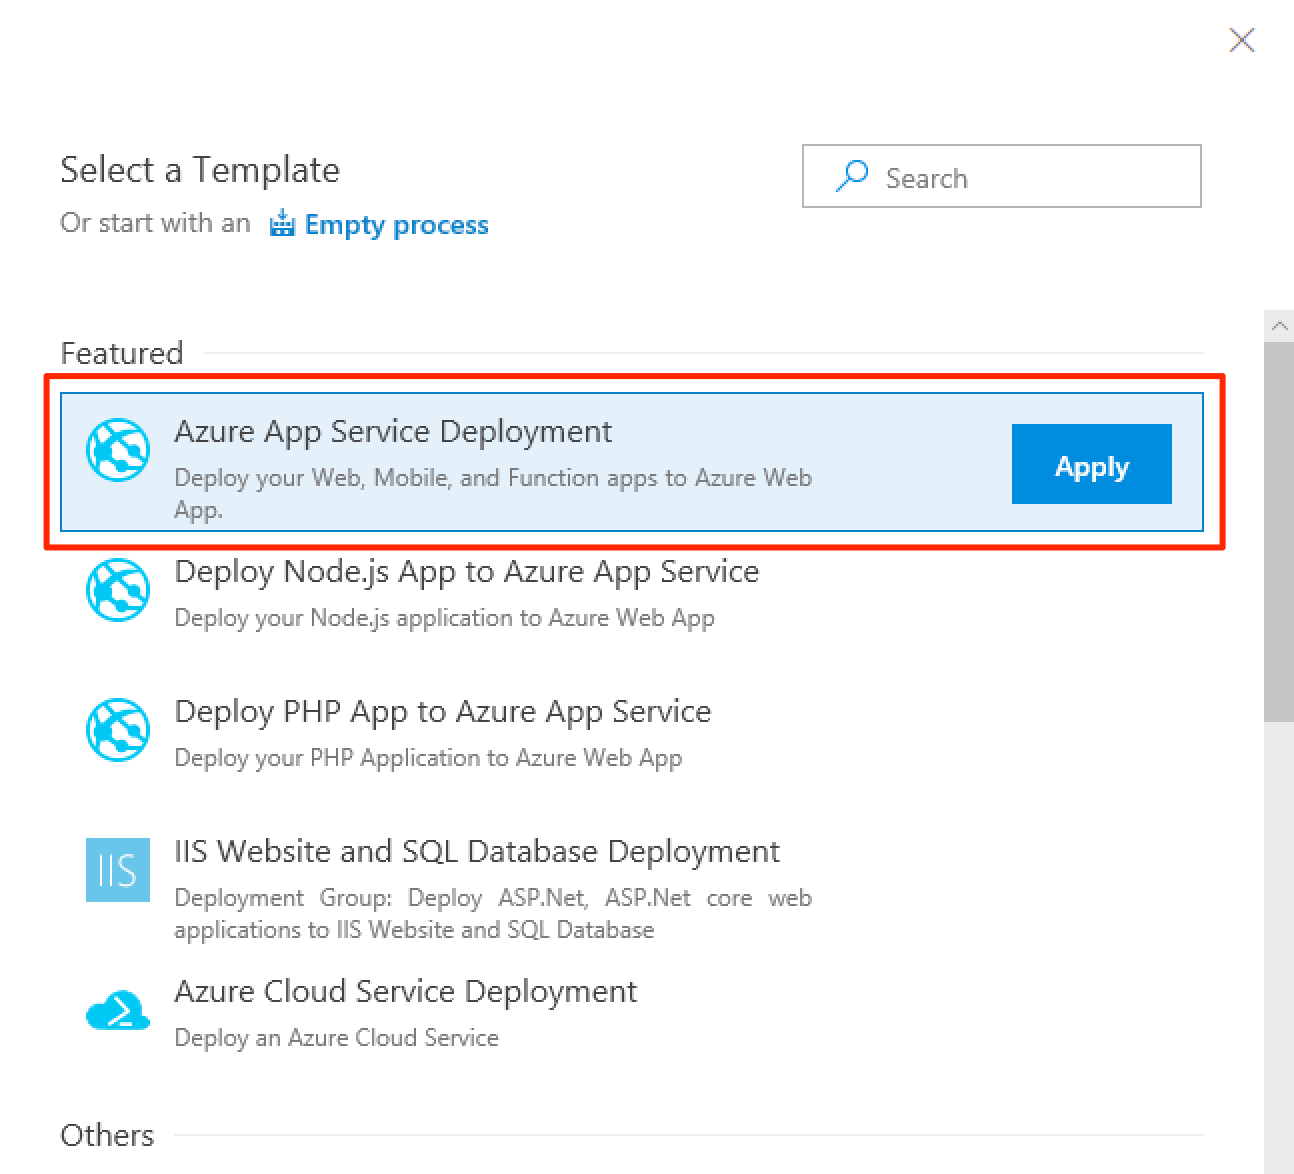 Select a Template
Search
Or start with an Empty process
Featured
Azure App Service Deployment
Deploy your Web, Mobile, and Function apps to Azure Web
App.
Apply
Deploy Node.js App to Azure App Service
Deploy your Node.js application to Azure Web App
Deploy PHP App to Azure App Service
Deploy your PHP Application to Azure Web App
IIS
IIS Website and SQL Database Deployment
Deployment Group: Deploy ASP.Net, ASP.Net core web
applications to IIS Website and SQL Database
Azure Cloud Service Deployment
Deploy an Azure Cloud Service
Others